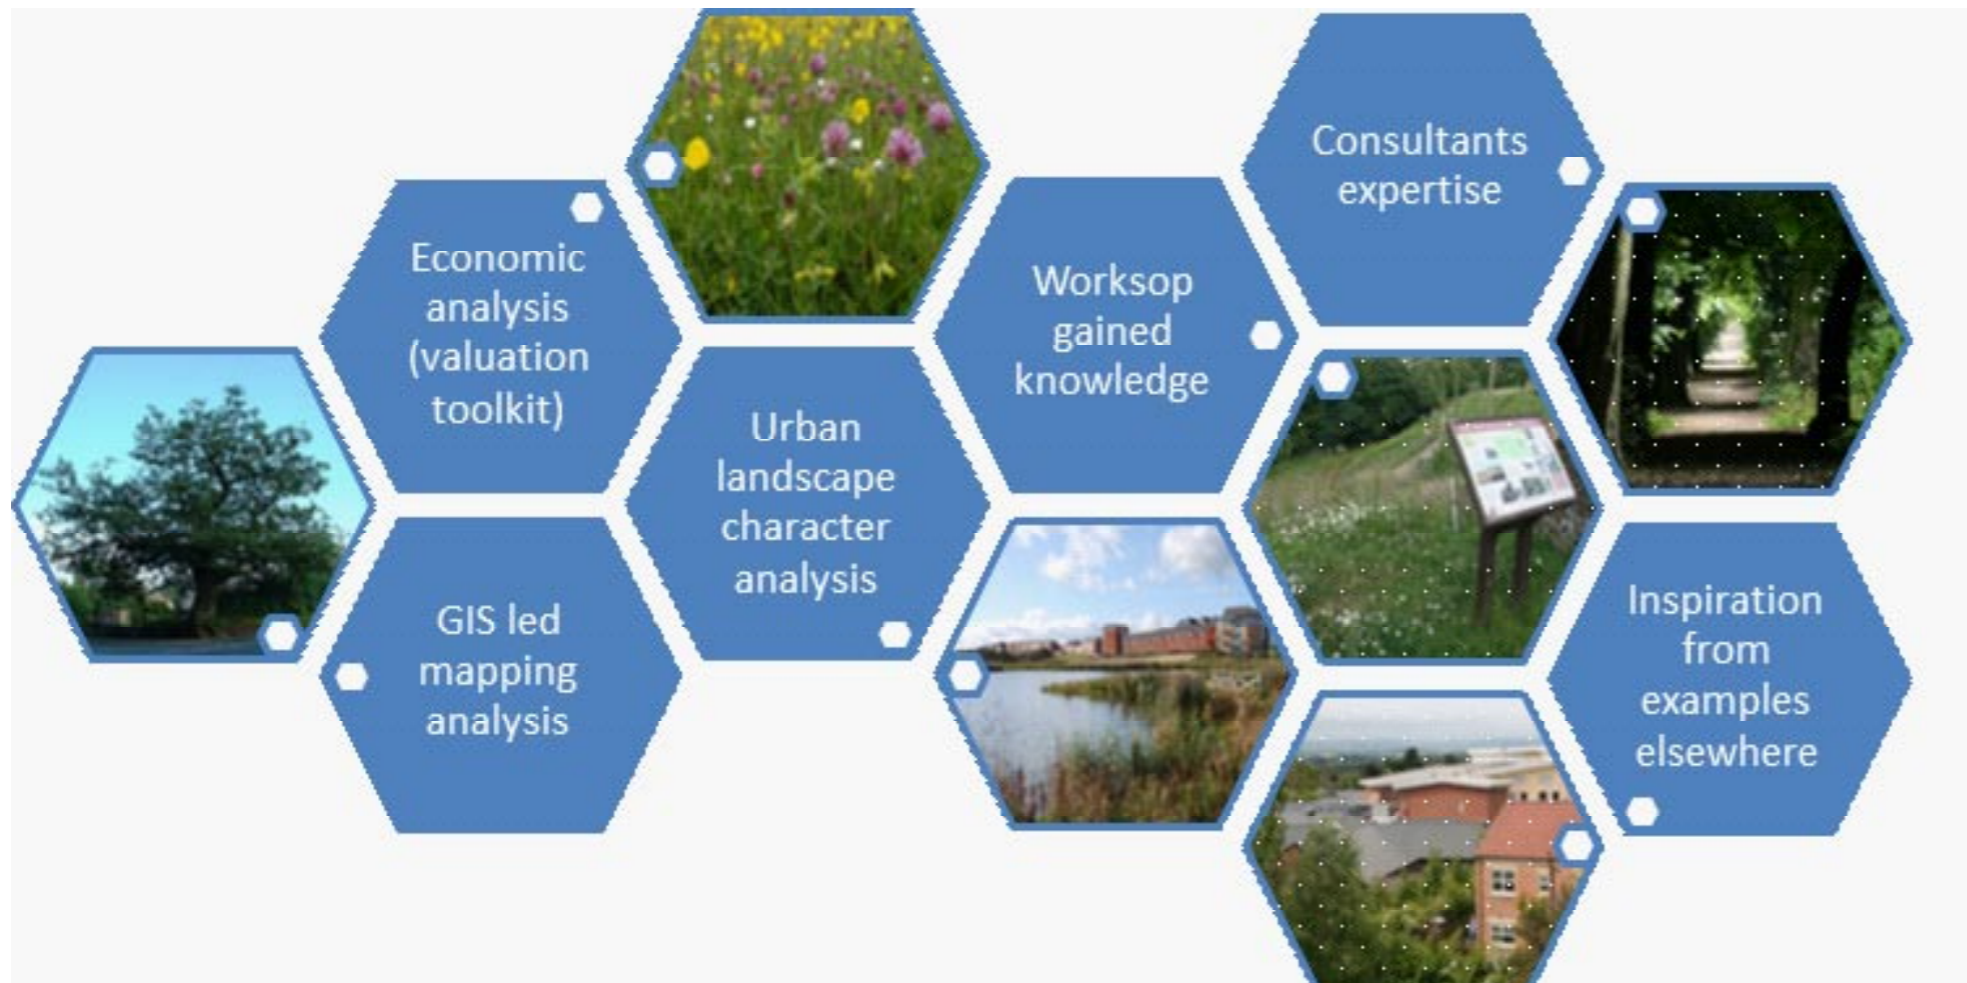 Economic
analysis
(valuation
toolkit)
GIS led
mapping
analysis
Urban
landscape
character
analysis
Worksop
gained
knowledge
Consultants
expertise
Inspiration
from
examples
elsewhere